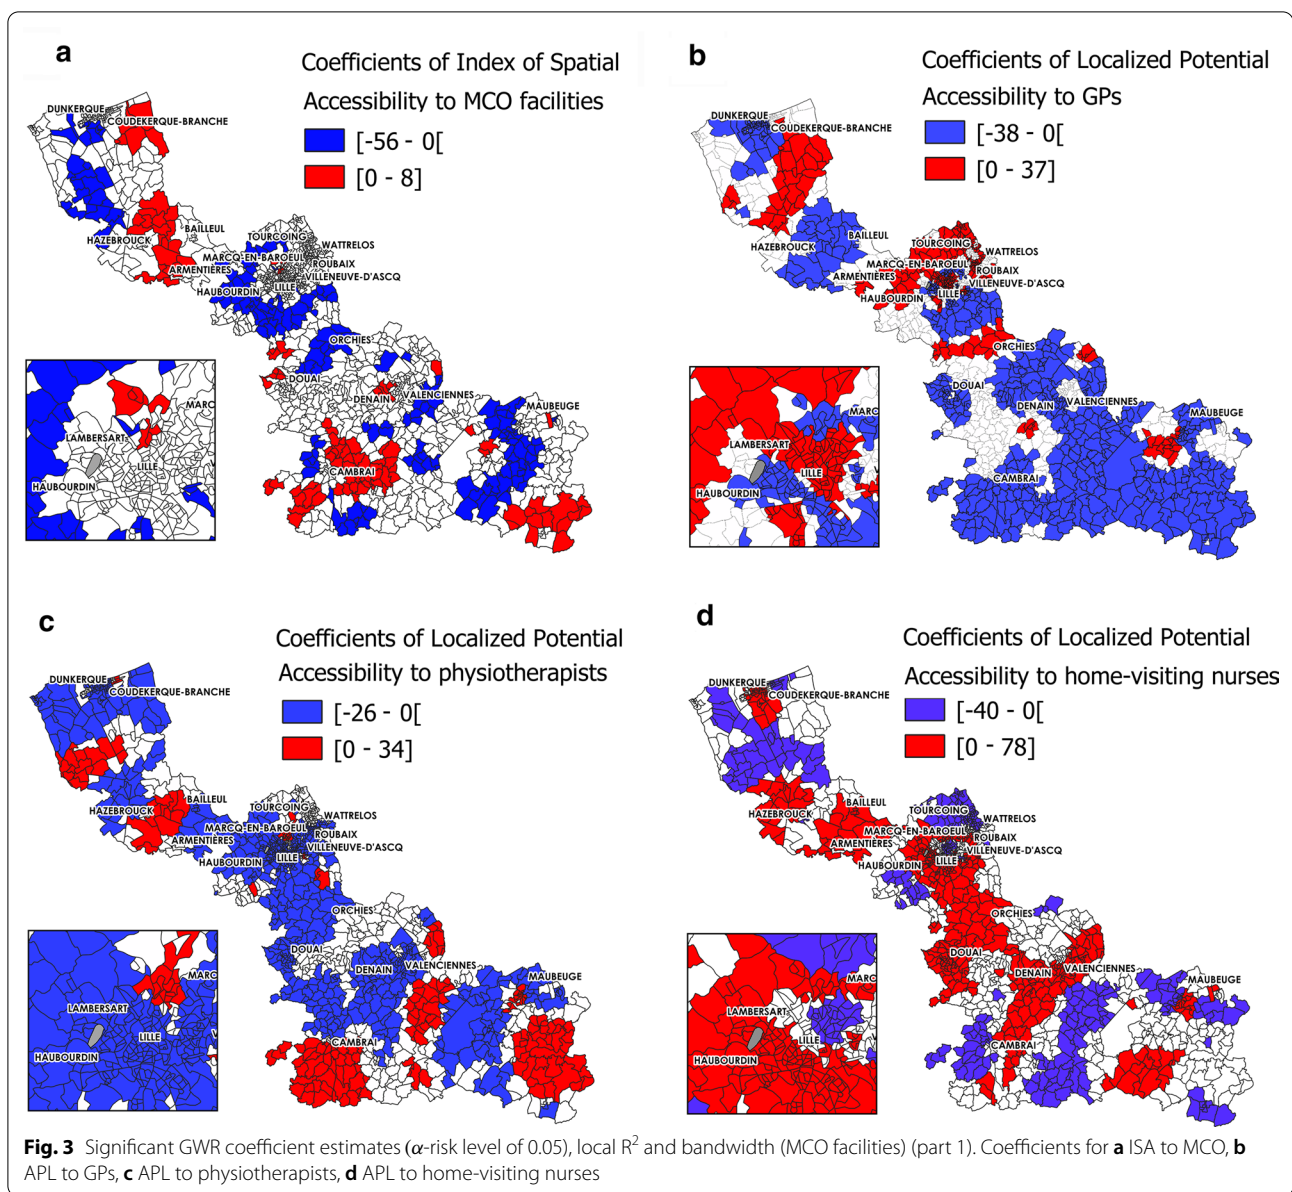 a
Coefficients of Index of Spatial
Accessibility to MCO facilities
[-56 - 0[
[0 - 8]
DUNKERQUE
COUDEKERQUE-BRANCHE
HAZEBROUCK
BAILLEUL
TOURCOING
WATTRELOS
MARCQ-EN-BAROEUL
ROUBAIX
ARMENTIÈRES
VILLENEUVE-D'ASCQ
HAUBOURDIN
LILLE
ORCHIES
DOUAI
DENAIN
VALENCIENNES
MAUBEUGE
CAMBRAI
MARC
LAMBERSART
LILLE
HAUBOURDIN
b
Coefficients of Localized Potential
Accessibility to GPs
[-38 - 0[
[0 - 37]
DUNKERQUE
COUDEKERQUE-BRANCHE
BAILLEUL
HAZEBROUCK
TOURCOING
WATTRELOS
MARCQ-EN-BAROEUL
ROUBAIX
ARMENTIÈRES
VILLENEUVE-D'ASCQ
LILLE
HAUBOURDIN
ORCHIES
DOUAI
DENAIN
VALENCIENNES
MAUBEUGE
CAMBRAI
MARC
LAMBERSART
LILLE
HAUBOURDIN
c
Coefficients of Localized Potential
Accessibility to physiotherapists
[-26 - 0[
[0 - 34]
DUNKERQUE
COUDEKERQUE-BRANCHE
BAILLEUL
HAZEBROUCK
TOURCOING
WATTRELOS
MARCQ-EN-BAROEUL
ROUBAIX
ARMENTIÈRES
VILLENEUVE-D'ASCQ
LILLE
HAUBOURDIN
ORCHIES
DOUAI
DENAIN
VALENCIENNES
MAUBEUGE
CAMBRAI
MARC
LAMBERSART
LILLE
HAUBOURDIN
d
Coefficients of Localized Potential
Accessibility to home-visiting nurses
[-40 - 0[
[0 - 78]
DUNKERQUE
COUDEKERQUE-BRANCHE
BAILLEUL
HAZEBROUCK
TOURCOING
WATTRELOS
MARCQ-EN-BAROEUL
ROUBAIX
ARMENTIÈRES
VILLENEUVE-D'ASCQ
LILLE
HAUBOURDIN
ORCHIES
DOUAI
DENAIN
VALENCIENNES
MAUBEUGE
CAMBRAI
MARC
LAMBERSART
LILLE
HAUBOURDIN
Fig. 3 Significant GWR coefficient estimates (α-risk level of 0.05), local R² and bandwidth (MCO facilities) (part 1). Coefficients for a ISA to MCO, b
APL to GPs, c APL to physiotherapists, d APL to home-visiting nurses